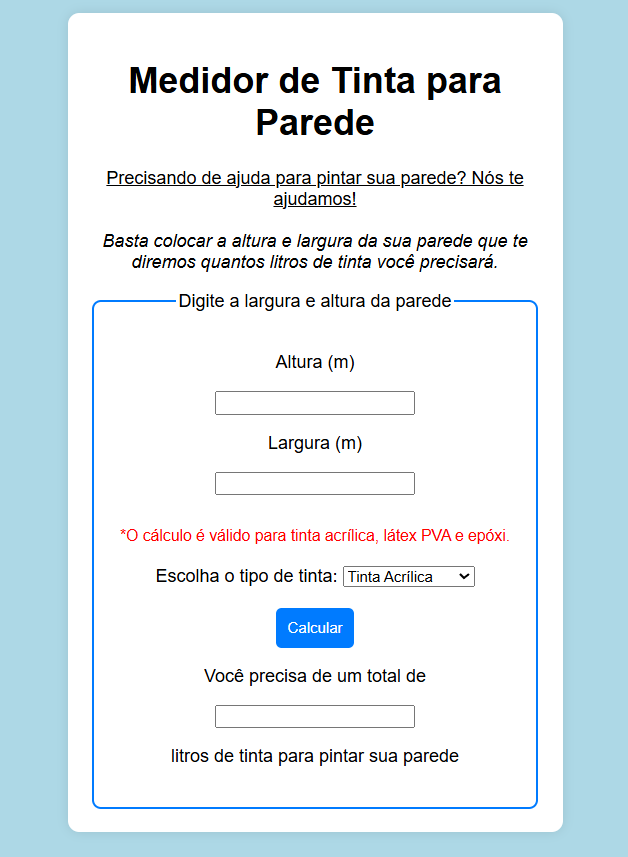 Medidor de Tinta para
Parede
Precisando de ajuda para pintar sua parede? Nós te
ajudamos!
Basta colocar a altura e largura da sua parede que te
diremos quantos litros de tinta você precisará.
Digite a largura e altura da parede
Altura (m)
Largura (m)
*O cálculo é válido para tinta acrílica, látex PVA e epóxi.
Escolha o tipo de tinta: Tinta Acrílica
Calcular
Você precisa de um total de
litros de tinta para pintar sua parede